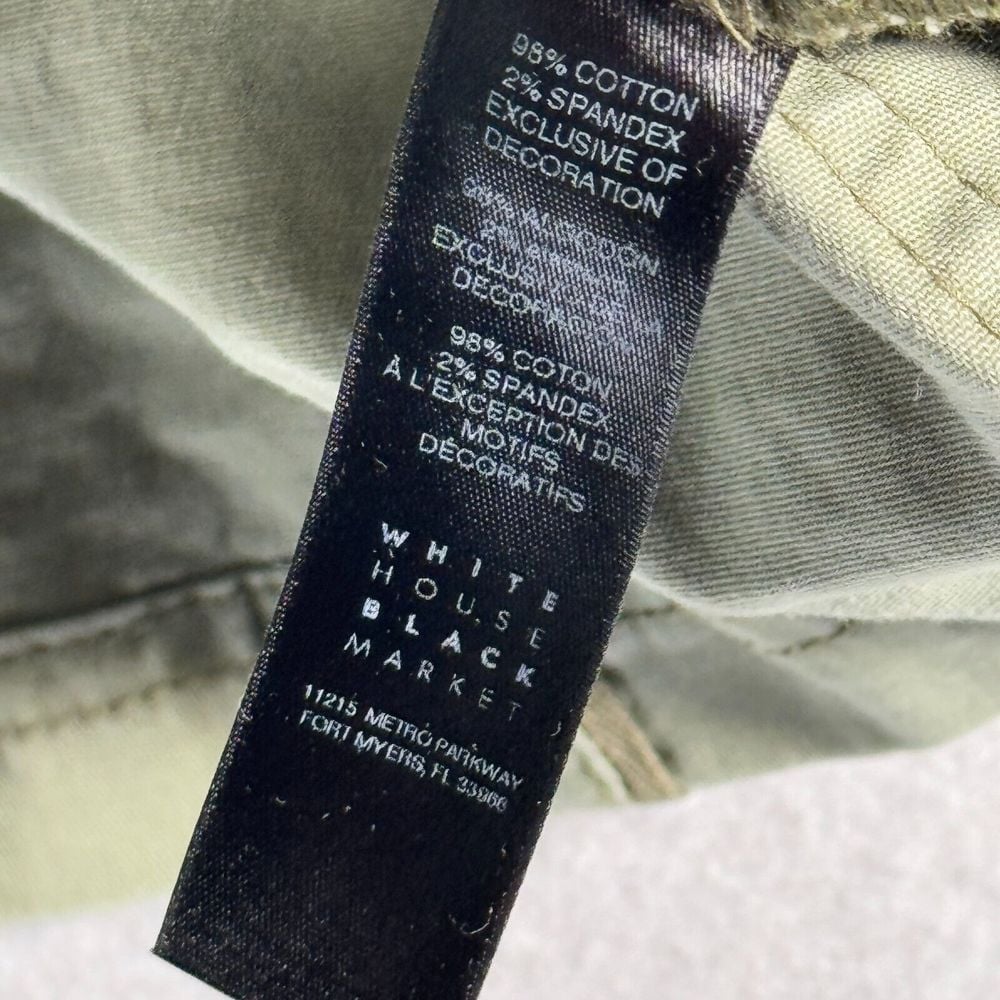 98% COTTON
2% SPANDEX
EXCLUSIVE OF
DECORATION
EXCLUSIVE
98% COTON
2% SPANDEX
À L'EXCEPTION DES
MOTIFS
DÉCORATIFS
WHITE
HOUSE
BLACK
MARKET
11215 METRO PARKWAY
FORT MYERS, FL 33966